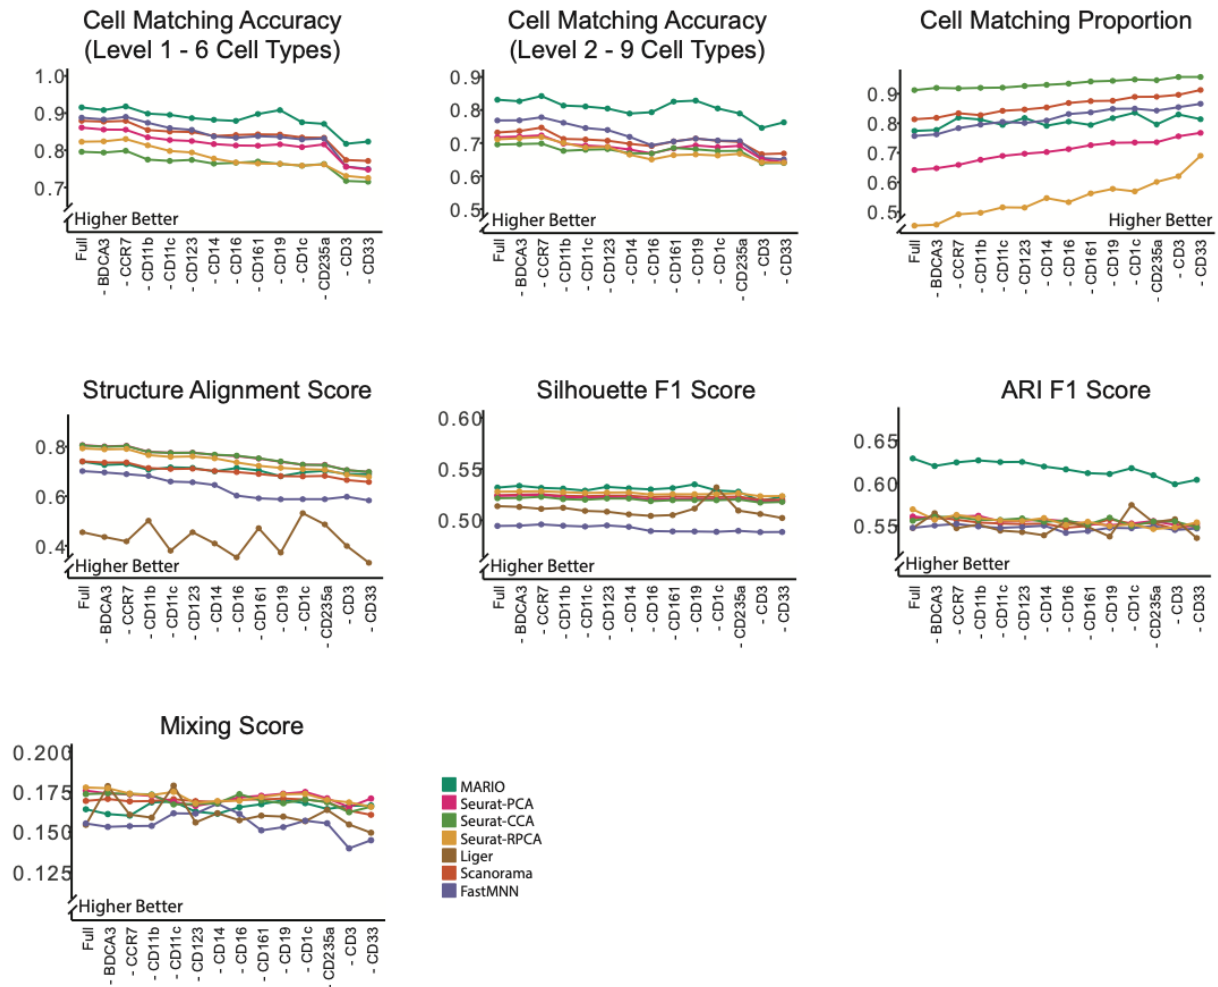 Cell Matching Accuracy
(Level 1 - 6 Cell Types)
1.0
0.9
0.8
0.7
Higher Better
Full
- BDCA3
- CCR7
- CD11b
- CD11c
- CD123
- CD14
- CD16
- CD161
- CD19
- CD1c
- CD235a
- CD3
- CD33
Cell Matching Accuracy
(Level 2 - 9 Cell Types)
0.9
0.8
0.7
0.6
0.5
Higher Better
Full
- BDCA3
- CCR7
- CD11b
- CD11c
- CD123
- CD14
- CD16
- CD161
- CD19
- CD1c
- CD235a
- CD3
- CD33
Cell Matching Proportion
0.9
0.8
0.7
0.6
0.5
Higher Better
Full
- BDCA3
- CCR7
- CD11b
- CD11c
- CD123
- CD14
- CD16
- CD161
- CD19
- CD1c
- CD235a
- CD3
- CD33
Structure Alignment Score
0.8
0.6
0.4
Higher Better
Full
- BDCA3
- CCR7
- CD11b
- CD11c
- CD123
- CD14
- CD16
- CD161
- CD19
- CD1c
- CD235a
- CD3
- CD33
Silhouette F1 Score
0.60
0.55
0.50
Higher Better
Full
- BDCA3
- CCR7
- CD11b
- CD11c
- CD123
- CD14
- CD16
- CD161
- CD19
- CD1c
- CD235a
- CD3
- CD33
ARI F1 Score
0.65
0.60
0.55
Higher Better
Full
- BDCA3
- CCR7
- CD11b
- CD11c
- CD123
- CD14
- CD16
- CD161
- CD19
- CD1c
- CD235a
- CD3
- CD33
Mixing Score
0.200
0.175
0.150
0.125
Higher Better
Full
- BDCA3
- CCR7
- CD11b
- CD11c
- CD123
- CD14
- CD16
- CD161
- CD19
- CD1c
- CD235a
- CD3
- CD33
MARIO
Seurat-PCA
Seurat-CCA
Seurat-RPCA
Liger
Scanorama
FastMNN